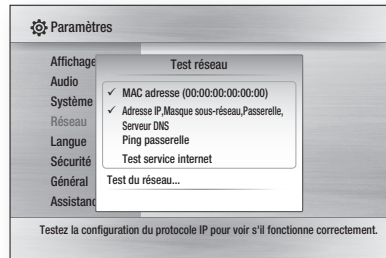 Paramètres
Affichage
Audio
Système
Réseau
Langue
Sécurité
Général
Assistanc
Test réseau
✓ MAC adresse (00:00:00:00:00:00)
✓ Adresse IP,Masque sous-réseau,Passerelle,
Serveur DNS
Ping passerelle
Test service internet
Test du réseau...
Testez la configuration du protocole IP pour voir s'il fonctionne correctement.